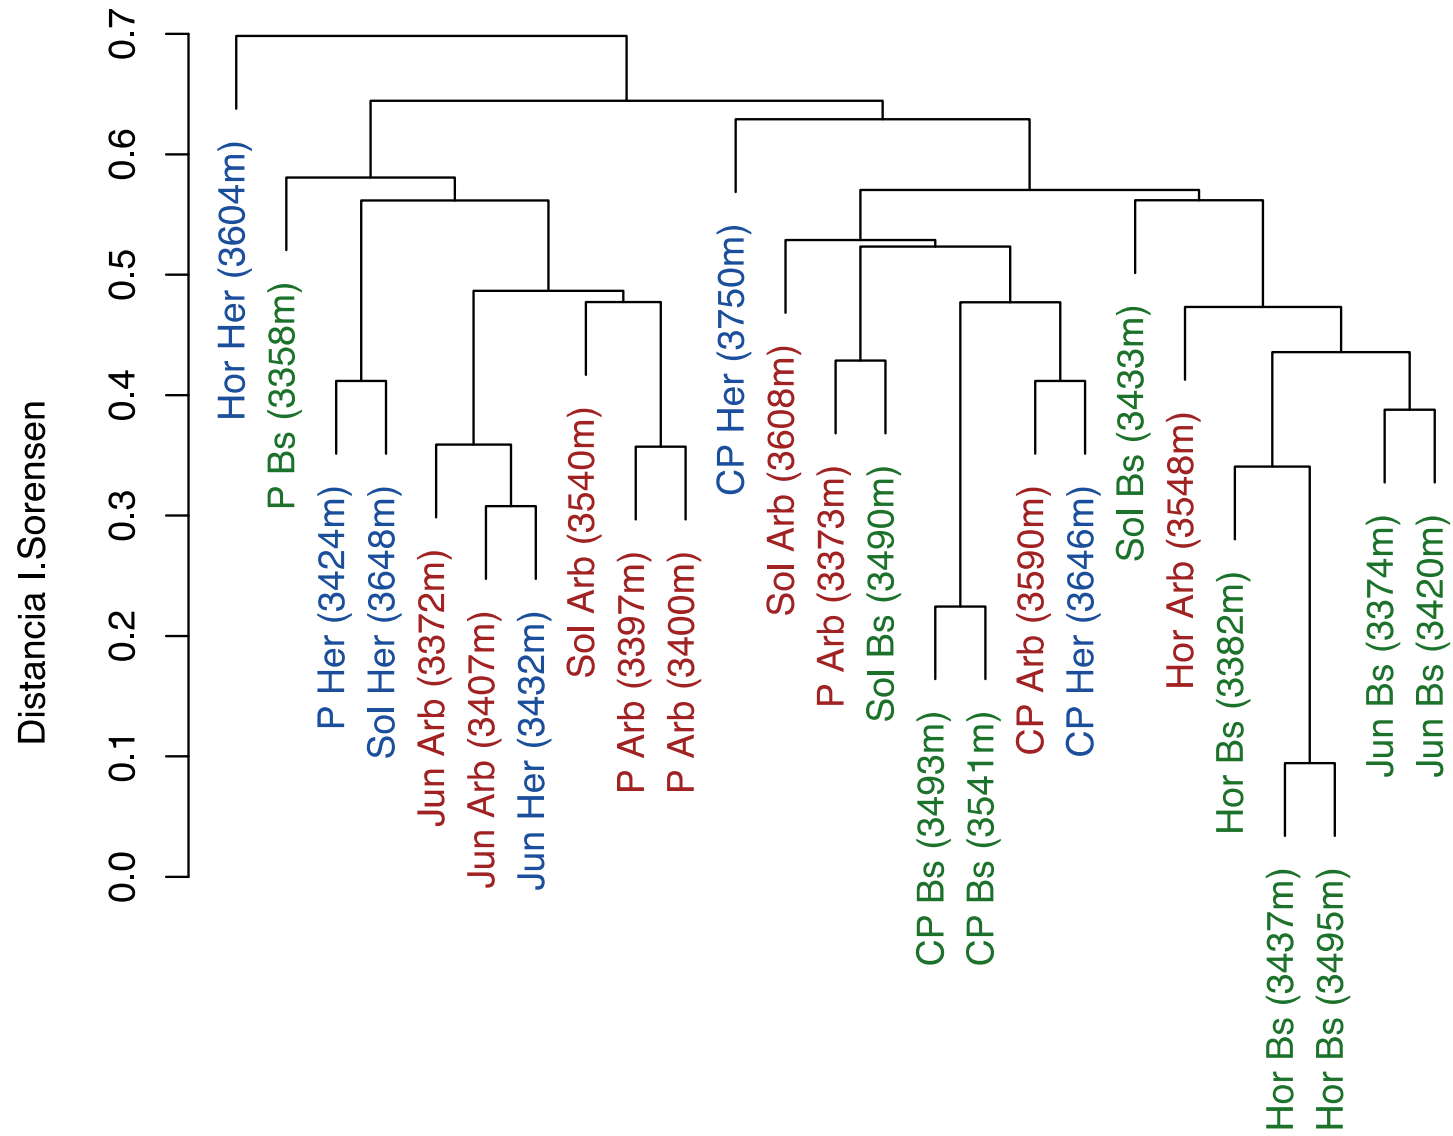 Distancia I.Sorensen
0.7
0.6
0.5
0.4
0.3
0.2
0.1
0.0
Hor Her (3604m)
P Bs (3358m)
P Her (3424m)
Sol Her (3648m)
Jun Arb (3372m)
Jun Arb (3407m)
Jun Her (3432m)
Sol Arb (3540m)
P Arb (3397m)
P Arb (3400m)
CP Her (3750m)
Sol Arb (3608m)
P Arb (3373m)
Sol Bs (3490m)
CP Bs (3493m)
CP Bs (3541m)
CP Arb (3590m)
CP Her (3646m)
Sol Bs (3433m)
Hor Arb (3548m)
Hor Bs (3382m)
Hor Bs (3437m)
Hor Bs (3495m)
Jun Bs (3374m)
Jun Bs (3420m)